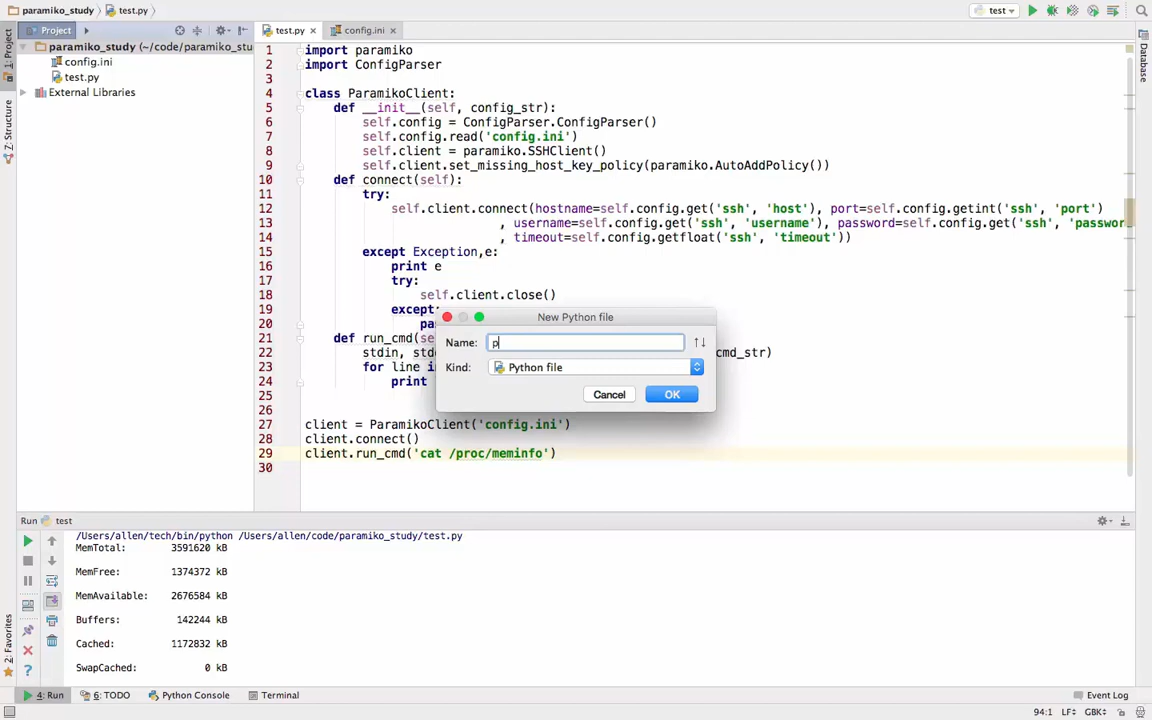 paramiko_study
test.py
test
Project
test.py
config.ini
1: Project
2: Structure
2: Favorites
Database
paramiko_study (~/code/paramiko_stu
config.ini
test.py
External Libraries
1 import paramiko
2 import ConfigParser
3
4 class ParamikoClient:
5 def __init__(self, config_str):
6 self.config = ConfigParser.ConfigParser()
7 self.config.read('config.ini')
8 self.client = paramiko.SSHClient()
9 self.client.set_missing_host_key_policy(paramiko.AutoAddPolicy())
10 def connect(self):
11 try:
12 self.client.connect(hostname=self.config.get('ssh', 'host'), port=self.config.getint('ssh', 'port')
13 , username=self.config.get('ssh', 'username'), password=self.config.get('ssh', 'passwor
14 , timeout=self.config.getfloat('ssh', 'timeout'))
15 except Exception,e:
16 print e
17 try:
18 self.client.close()
19 except
20 pa
21 def run_cmd(se
22 stdin, std cmd_str)
23 for line i
24 print
25
26
27 client = ParamikoClient('config.ini')
28 client.connect()
29 client.run_cmd('cat /proc/meminfo')
30
New Python file
Name: p
Kind: Python file
Cancel OK
Run test
/Users/allen/tech/bin/python /Users/allen/code/paramiko_study/test.py
MemTotal: 3591620 kB
MemFree: 1374372 kB
MemAvailable: 2676584 kB
Buffers: 142244 kB
Cached: 1172832 kB
SwapCached: 0 kB
4: Run 6: TODO Python Console Terminal Event Log
94:1 LF÷ GBK÷